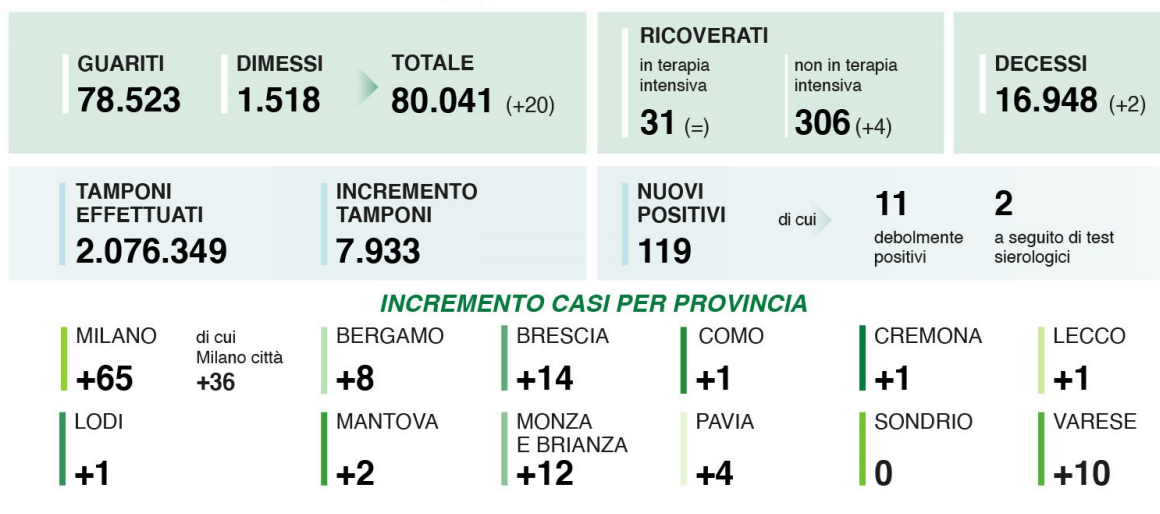 GUARITI
78.523
DIMESSI
1.518
TOTALE
80.041 (+20)
RICOVERATI
in terapia
intensiva
31 (=)
non in terapia
intensiva
306 (+4)
DECESSI
16.948 (+2)
TAMPONI
EFFETTUATI
2.076.349
INCREMENTO
TAMPONI
7.933
NUOVI
POSITIVI
119
di cui
11
debolmente
positivi
2
a seguito di test
sierologici
INCREMENTO CASI PER PROVINCIA
MILANO
+65
di cui
Milano città
+36
BERGAMO
+8
BRESCIA
+14
COMO
+1
CREMONA
+1
LECCO
+1
LODI
+1
MANTOVA
+2
MONZA
E BRIANZA
+12
PAVIA
+4
SONDRIO
0
VARESE
+10